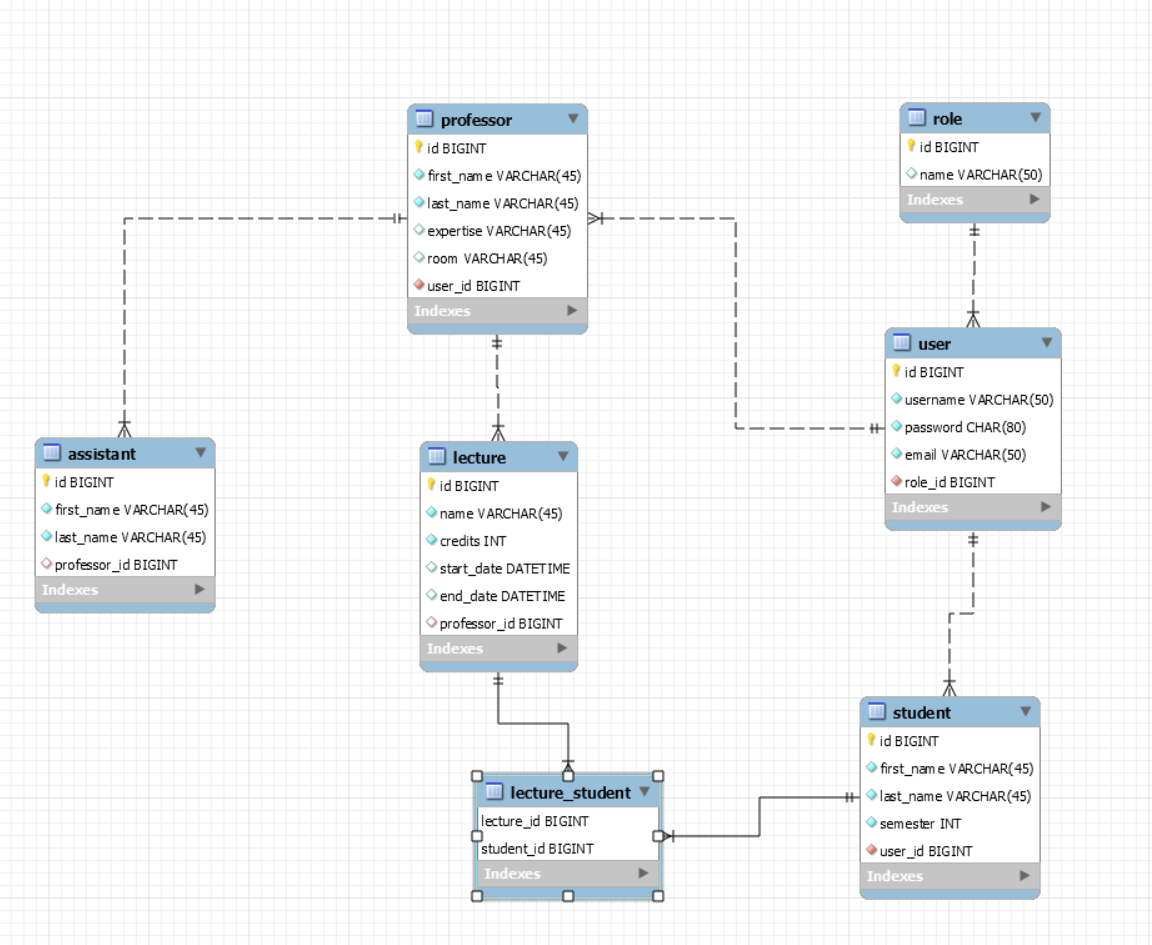 professor
id BIGINT
first_name VARCHAR(45)
last_name VARCHAR(45)
expertise VARCHAR(45)
room VARCHAR(45)
user_id BIGINT
Indexes
role
id BIGINT
name VARCHAR(50)
Indexes
user
id BIGINT
username VARCHAR(50)
password CHAR(80)
email VARCHAR(50)
role_id BIGINT
Indexes
assistant
id BIGINT
first_name VARCHAR(45)
last_name VARCHAR(45)
professor_id BIGINT
Indexes
lecture
id BIGINT
name VARCHAR(45)
credits INT
start_date DATETIME
end_date DATETIME
professor_id BIGINT
Indexes
student
id BIGINT
first_name VARCHAR(45)
last_name VARCHAR(45)
semester INT
user_id BIGINT
Indexes
lecture_student
lecture_id BIGINT
student_id BIGINT
Indexes